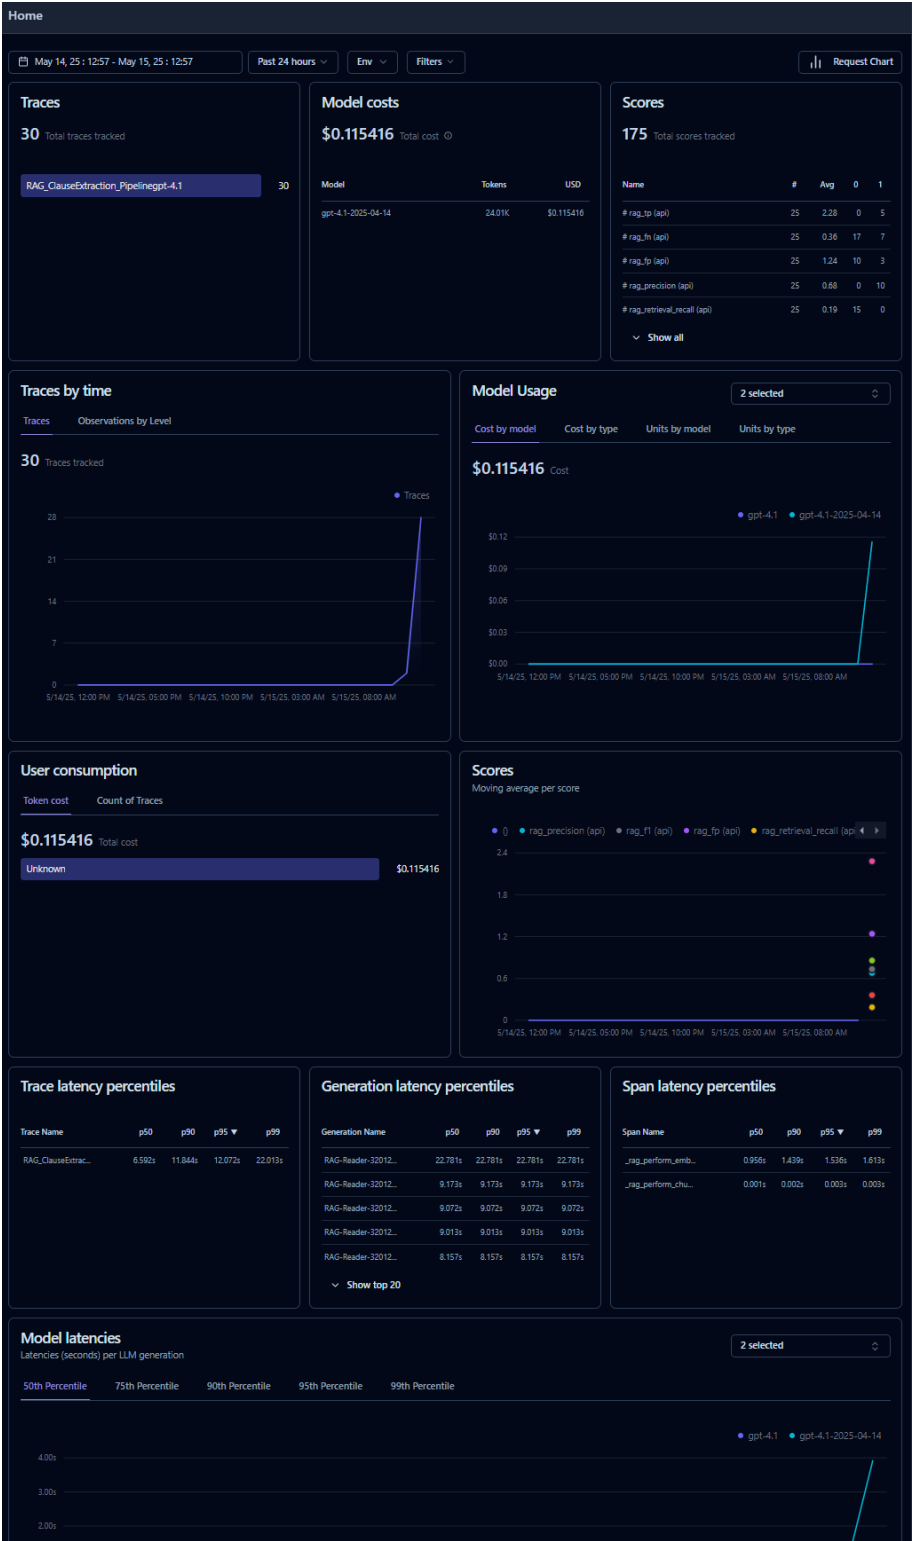 Home
May 14, 25 : 12:57 - May 15, 25 : 12:57
Past 24 hours
Env
Filters
Request Chart
Traces
30 Total traces tracked
RAG_ClauseExtraction_Pipelinegpt-4.1 30
Model costs
$0.115416 Total cost
Model Tokens USD
gpt-4.1-2025-04-14 24.01K $0.115416
Scores
175 Total scores tracked
Name # Avg 0 1
# rag_tp (api) 25 2.28 0 5
# rag_fn (api) 25 0.36 17 7
# rag_fp (api) 25 1.24 10 3
# rag_precision (api) 25 0.68 0 10
# rag_retrieval_recall (api) 25 0.19 15 0
Show all
Traces by time
Traces Observations by Level
30 Traces tracked
Traces
28
21
14
7
0
5/14/25, 12:00 PM 5/14/25, 05:00 PM 5/14/25, 10:00 PM 5/15/25, 03:00 AM 5/15/25, 08:00 AM
Model Usage
2 selected
Cost by model Cost by type Units by model Units by type
$0.115416 Cost
gpt-4.1 gpt-4.1-2025-04-14
$0.12
$0.09
$0.06
$0.03
$0.00
5/14/25, 12:00 PM 5/14/25, 05:00 PM 5/14/25, 10:00 PM 5/15/25, 03:00 AM 5/15/25, 08:00 AM
User consumption
Token cost Count of Traces
$0.115416 Total cost
Unknown $0.115416
Scores
Moving average per score
() rag_precision (api) rag_f1 (api) rag_fp (api) rag_retrieval_recall (api
2.4
1.8
1.2
0.6
0
5/14/25, 12:00 PM 5/14/25, 05:00 PM 5/14/25, 10:00 PM 5/15/25, 03:00 AM 5/15/25, 08:00 AM
Trace latency percentiles
Trace Name p50 p90 p95 ▼ p99
RAG_ClauseExtrac... 6.592s 11.844s 12.072s 22.013s
Generation latency percentiles
Generation Name p50 p90 p95 ▼ p99
RAG-Reader-32012... 22.781s 22.781s 22.781s 22.781s
RAG-Reader-32012... 9.173s 9.173s 9.173s 9.173s
RAG-Reader-32012... 9.072s 9.072s 9.072s 9.072s
RAG-Reader-32012... 9.013s 9.013s 9.013s 9.013s
RAG-Reader-32012... 8.157s 8.157s 8.157s 8.157s
Show top 20
Span latency percentiles
Span Name p50 p90 p95 ▼ p99
_rag_perform_emb... 0.956s 1.439s 1.536s 1.613s
_rag_perform_chu... 0.001s 0.002s 0.003s 0.003s
Model latencies
Latencies (seconds) per LLM generation
2 selected
50th Percentile 75th Percentile 90th Percentile 95th Percentile 99th Percentile
gpt-4.1 gpt-4.1-2025-04-14
4.00s
3.00s
2.00s